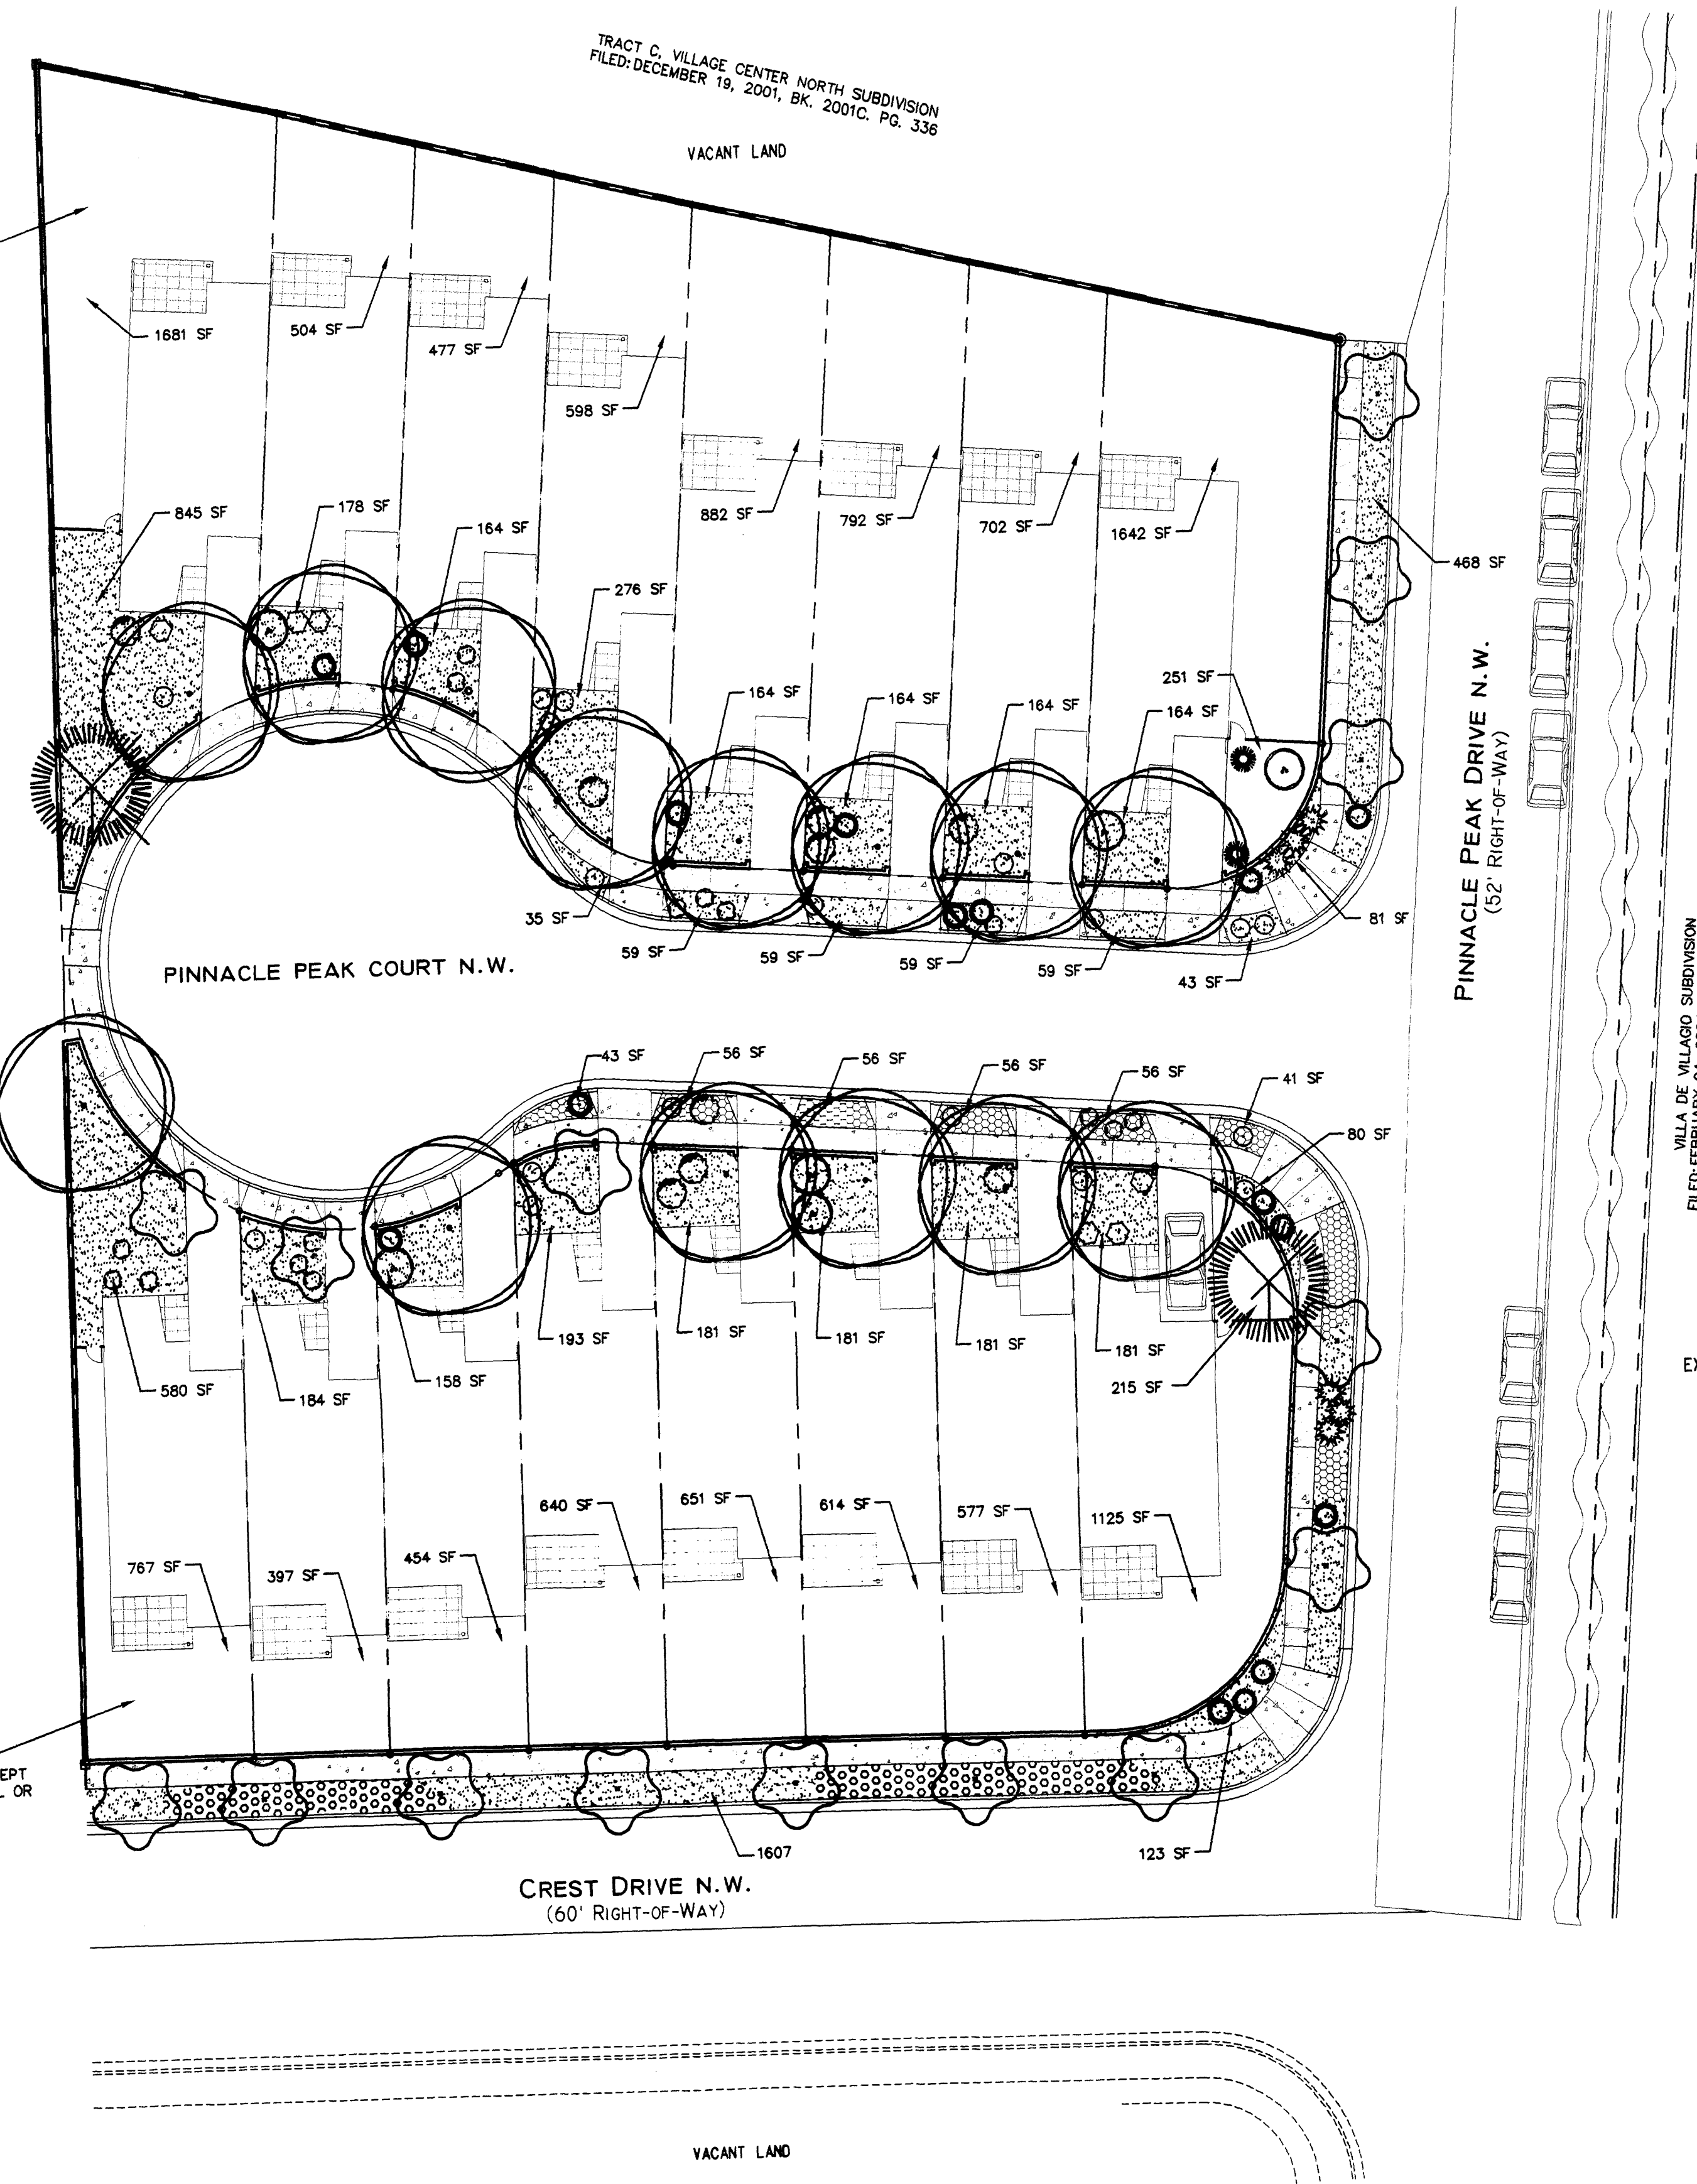 TRACT C, VILLAGE CENTER NORTH SUBDIVISION
FILED: DECEMBER 19, 2001, BK. 2001C. PG. 336
VACANT LAND
1681 SF
504 SF
477 SF
598 SF
882 SF
792 SF
702 SF
1642 SF
845 SF
178 SF
164 SF
276 SF
468 SF
164 SF
164 SF
164 SF
164 SF
251 SF
35 SF
59 SF
59 SF
59 SF
59 SF
43 SF
81 SF
PINNACLE PEAK COURT N.W.
PINNACLE PEAK DRIVE N.W.
(52' RIGHT-OF-WAY)
VILLA DE VILLAGIO SUBDIVISION
43 SF
56 SF
56 SF
56 SF
56 SF
41 SF
80 SF
580 SF
184 SF
158 SF
193 SF
181 SF
181 SF
181 SF
181 SF
215 SF
767 SF
397 SF
454 SF
640 SF
651 SF
614 SF
577 SF
1125 SF
EPT
OR
1607
123 SF
CREST DRIVE N.W.
(60' RIGHT-OF-WAY)
VACANT LAND